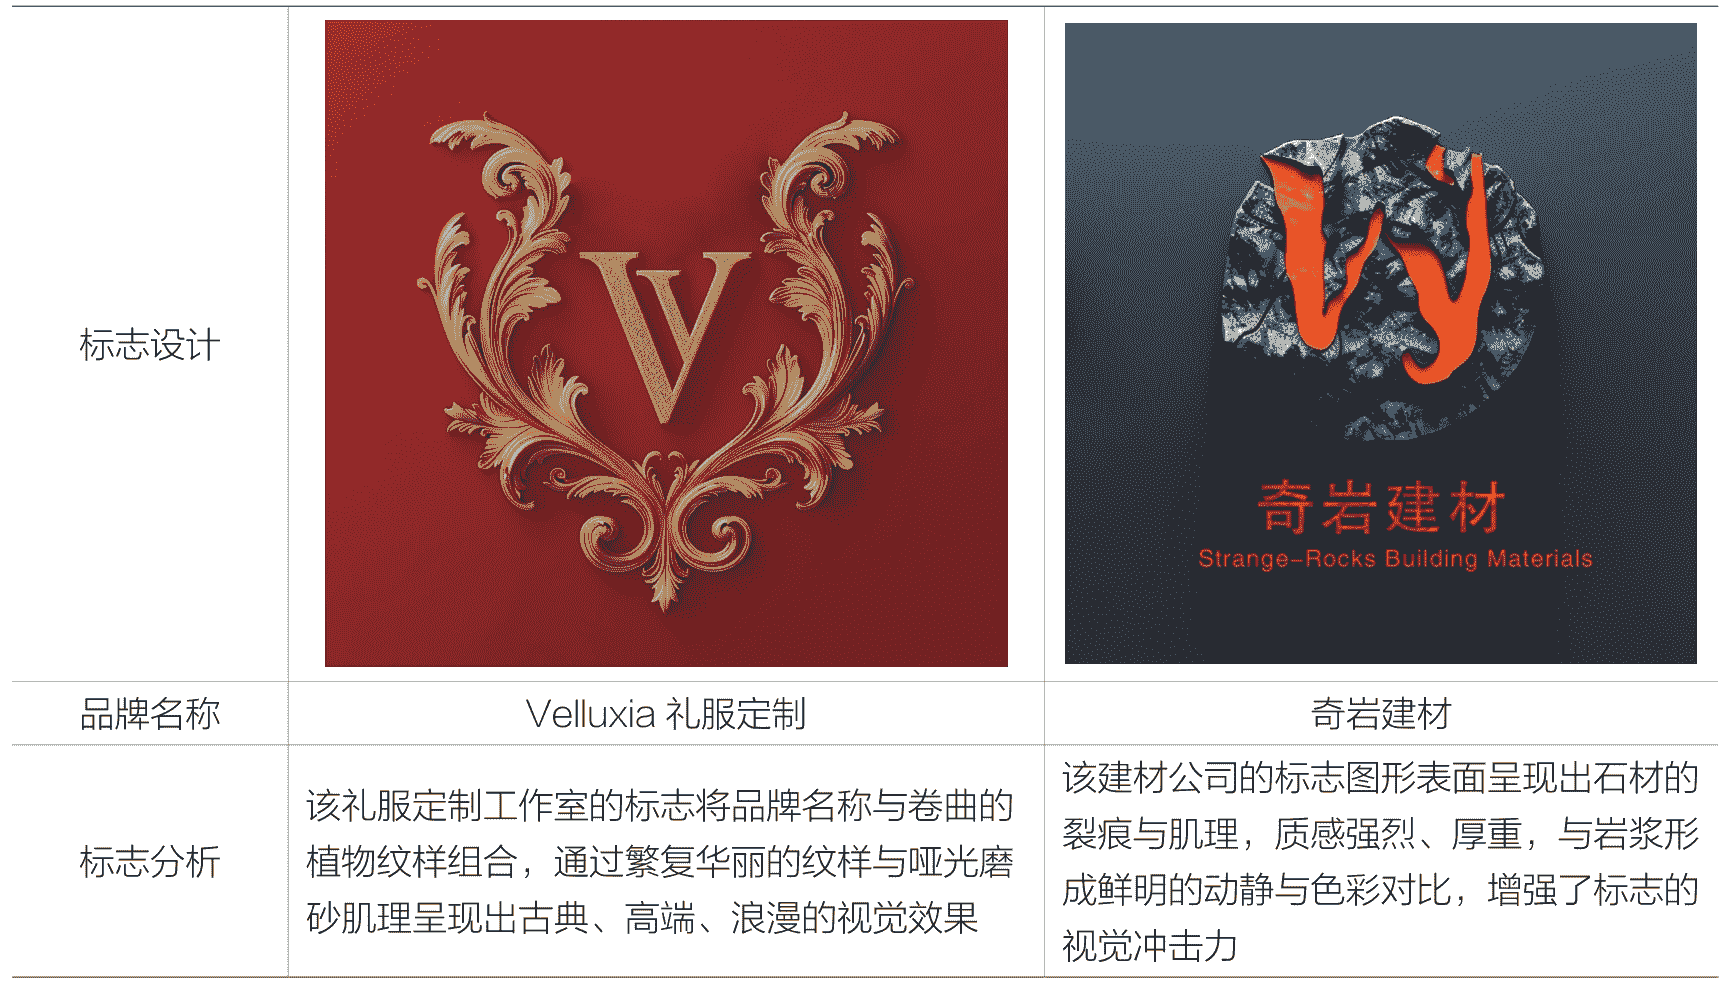 标志设计
V
奇岩建材
Strange-Rocks Building Materials
品牌名称
Velluxia 礼服定制
奇岩建材
标志分析
该礼服定制工作室的标志将品牌名称与卷曲的
植物纹样组合，通过繁复华丽的纹样与哑光磨
砂肌理呈现出古典、高端、浪漫的视觉效果
该建材公司的标志图形表面呈现出石材的
裂痕与肌理，质感强烈、厚重，与岩浆形
成鲜明的动静与色彩对比，增强了标志的
视觉冲击力